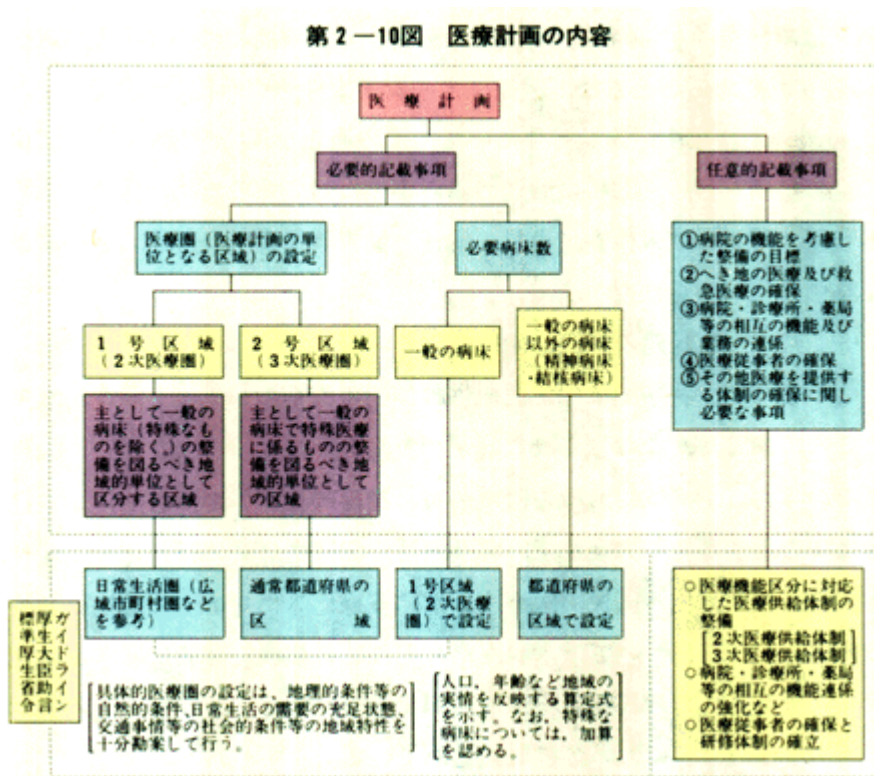 第2－10図　医療計画の内容
医療計画
必要的記載事項
任意的記載事項
医療圏（医療計画の単
位となる区域）の設定
必要病床数
①病院の機能を考慮し
た整備の目標
②へき地の医療及び救
急医療の確保
③病院・診療所・薬局
等の相互の機能及び
業務の連係
④医療従事者の確保
⑤その他医療を提供す
る体制の確保に関し
必要な事項
1号区域
（2次医療圏）
2号区域
（3次医療圏）
一般の病床
一般の病床
以外の病床
（精神病床
・結核病床）
主として一般の
病床（特殊なも
のを除く。）の整
備を図るべき地
域的単位として
区分する区域
主として一般の
病床で特殊医療
に係るものの整
備を図るべき地
域的単位として
の区域
日常生活圏（広
域市町村圏など
を参考）
通常都道府県の
区域
1号区域
（2次医療
圏）で設定
都道府県の
区域で設定
○医療機能区分に対応
した医療供給体制の
整備
［2次医療供給体制
3次医療供給体制］
○病院・診療所・薬局
等の相互の機能連係
の強化など
○医療従事者の確保と
研修体制の確立
ガイドライン
厚生大臣助言
標準厚生省令
［具体的医療圏の設定は、地理的条件等の
自然的条件、日常生活の需要の充足状態、
交通事情等の社会的条件等の地域特性を
十分勘案して行う。］
［人口，年齢など地域の
実情を反映する算定式
を示す。なお，特殊な
病床については，加算
を認める。］